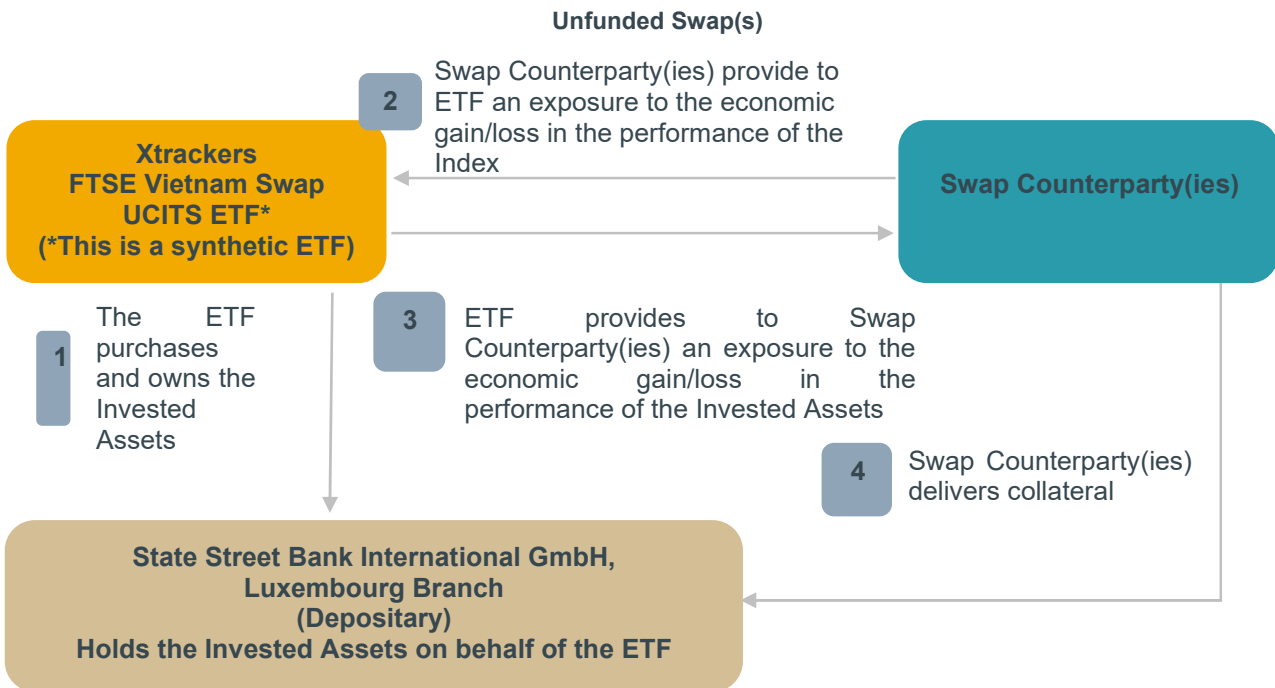 Unfunded Swap(s)
2
Swap Counterparty(ies) provide to
ETF an exposure to the economic
gain/loss in the performance of the
Index
Xtrackers
FTSE Vietnam Swap
UCITS ETF*
(*This is a synthetic ETF)
Swap Counterparty(ies)
1
The ETF
purchases
and owns the
Invested
Assets
3
ETF provides to Swap
Counterparty(ies) an exposure to the
economic gain/loss in the
performance of the Invested Assets
4
Swap Counterparty(ies)
delivers collateral
State Street Bank International GmbH,
Luxembourg Branch
(Depositary)
Holds the Invested Assets on behalf of the ETF